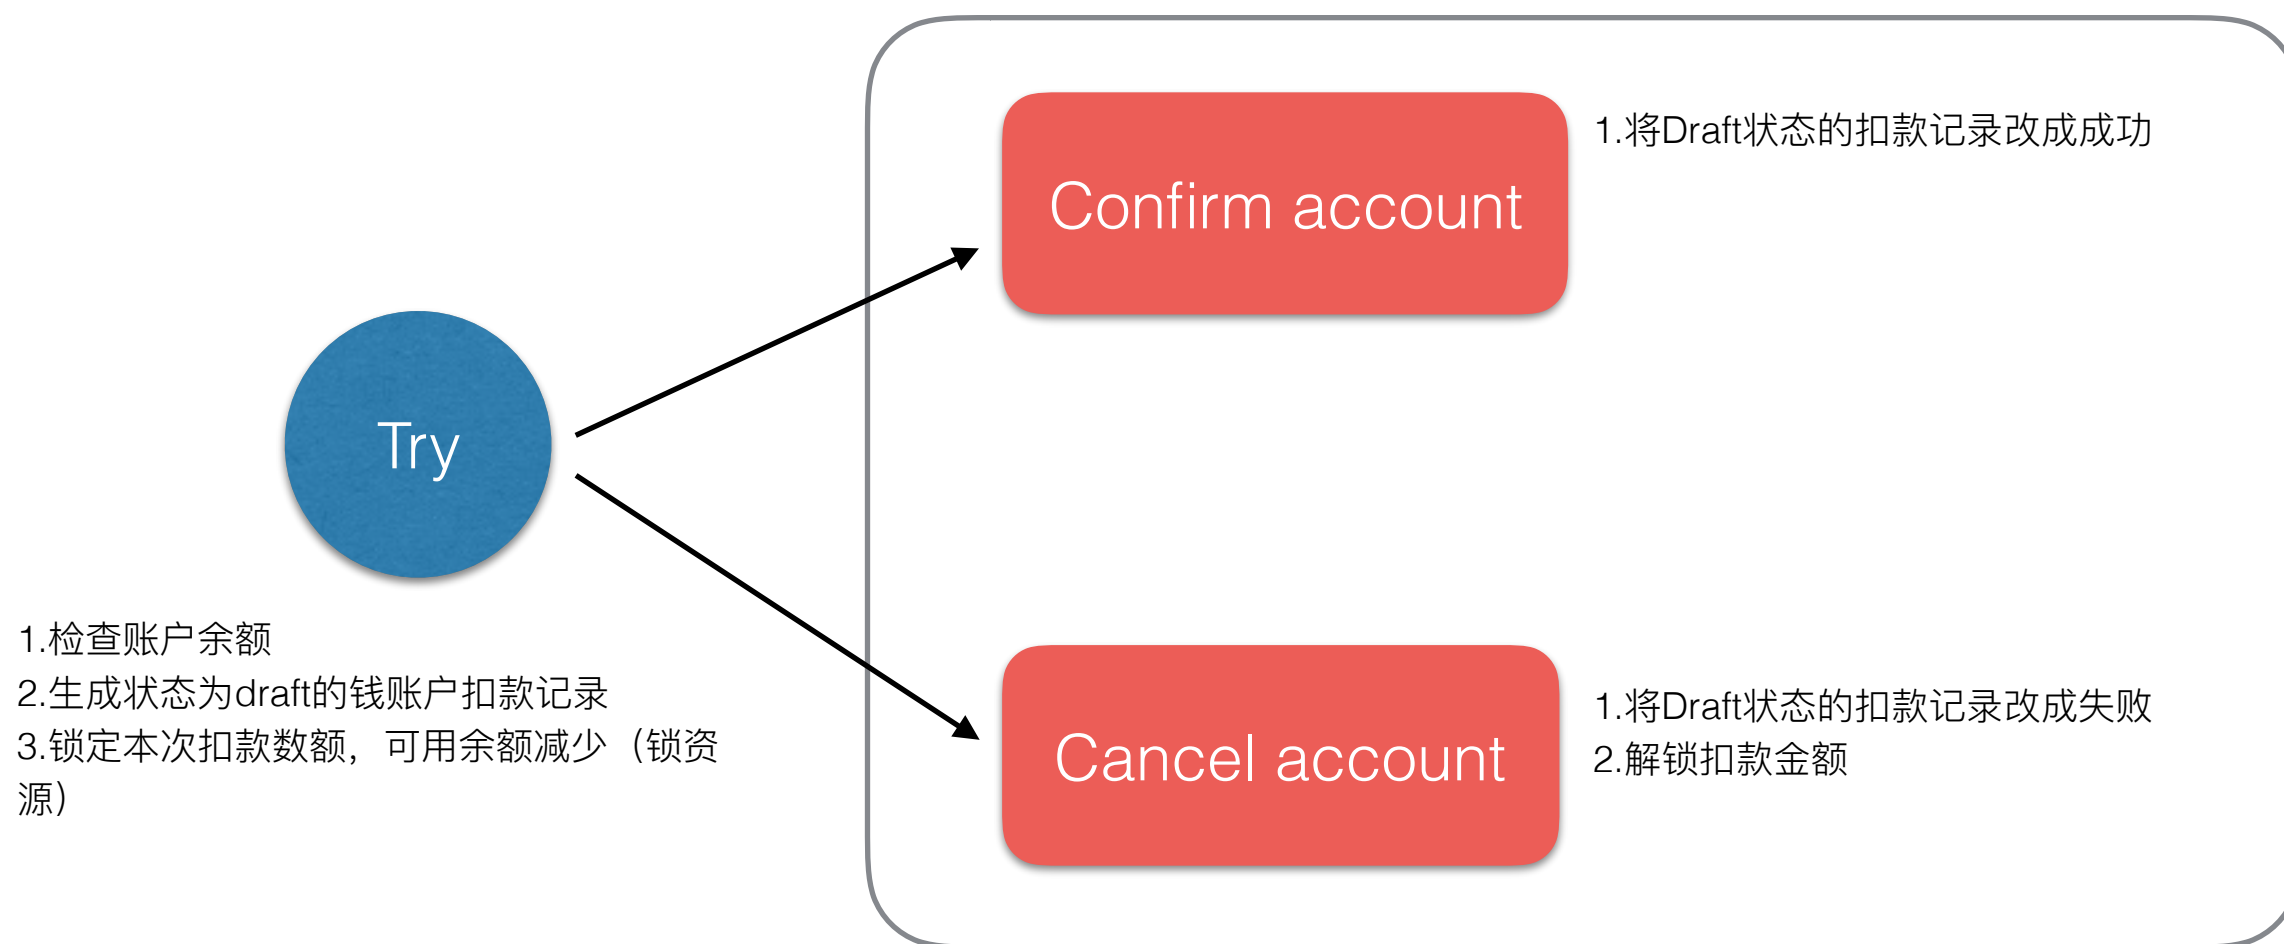 Confirm account
1.将Draft状态的扣款记录改成成功
Try
1.检查账户余额
2.生成状态为draft的钱账户扣款记录
3.锁定本次扣款数额，可用余额减少（锁资
源）
Cancel account
1.将Draft状态的扣款记录改成失败
2.解锁扣款金额